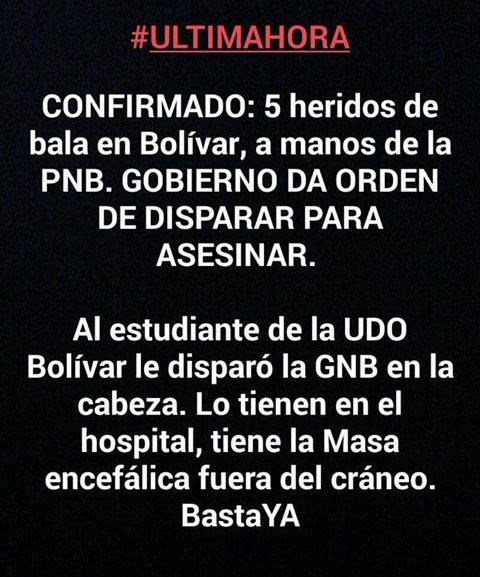 #ULTIMAHORA
CONFIRMADO: 5 heridos de
bala en Bolívar, a manos de la
PNB. GOBIERNO DA ORDEN
DE DISPARAR PARA
ASESINAR.
Al estudiante de la UDO
Bolívar le disparó la GNB en la
cabeza. Lo tienen en el
hospital, tiene la Masa
encefálica fuera del cráneo.
BastaYA